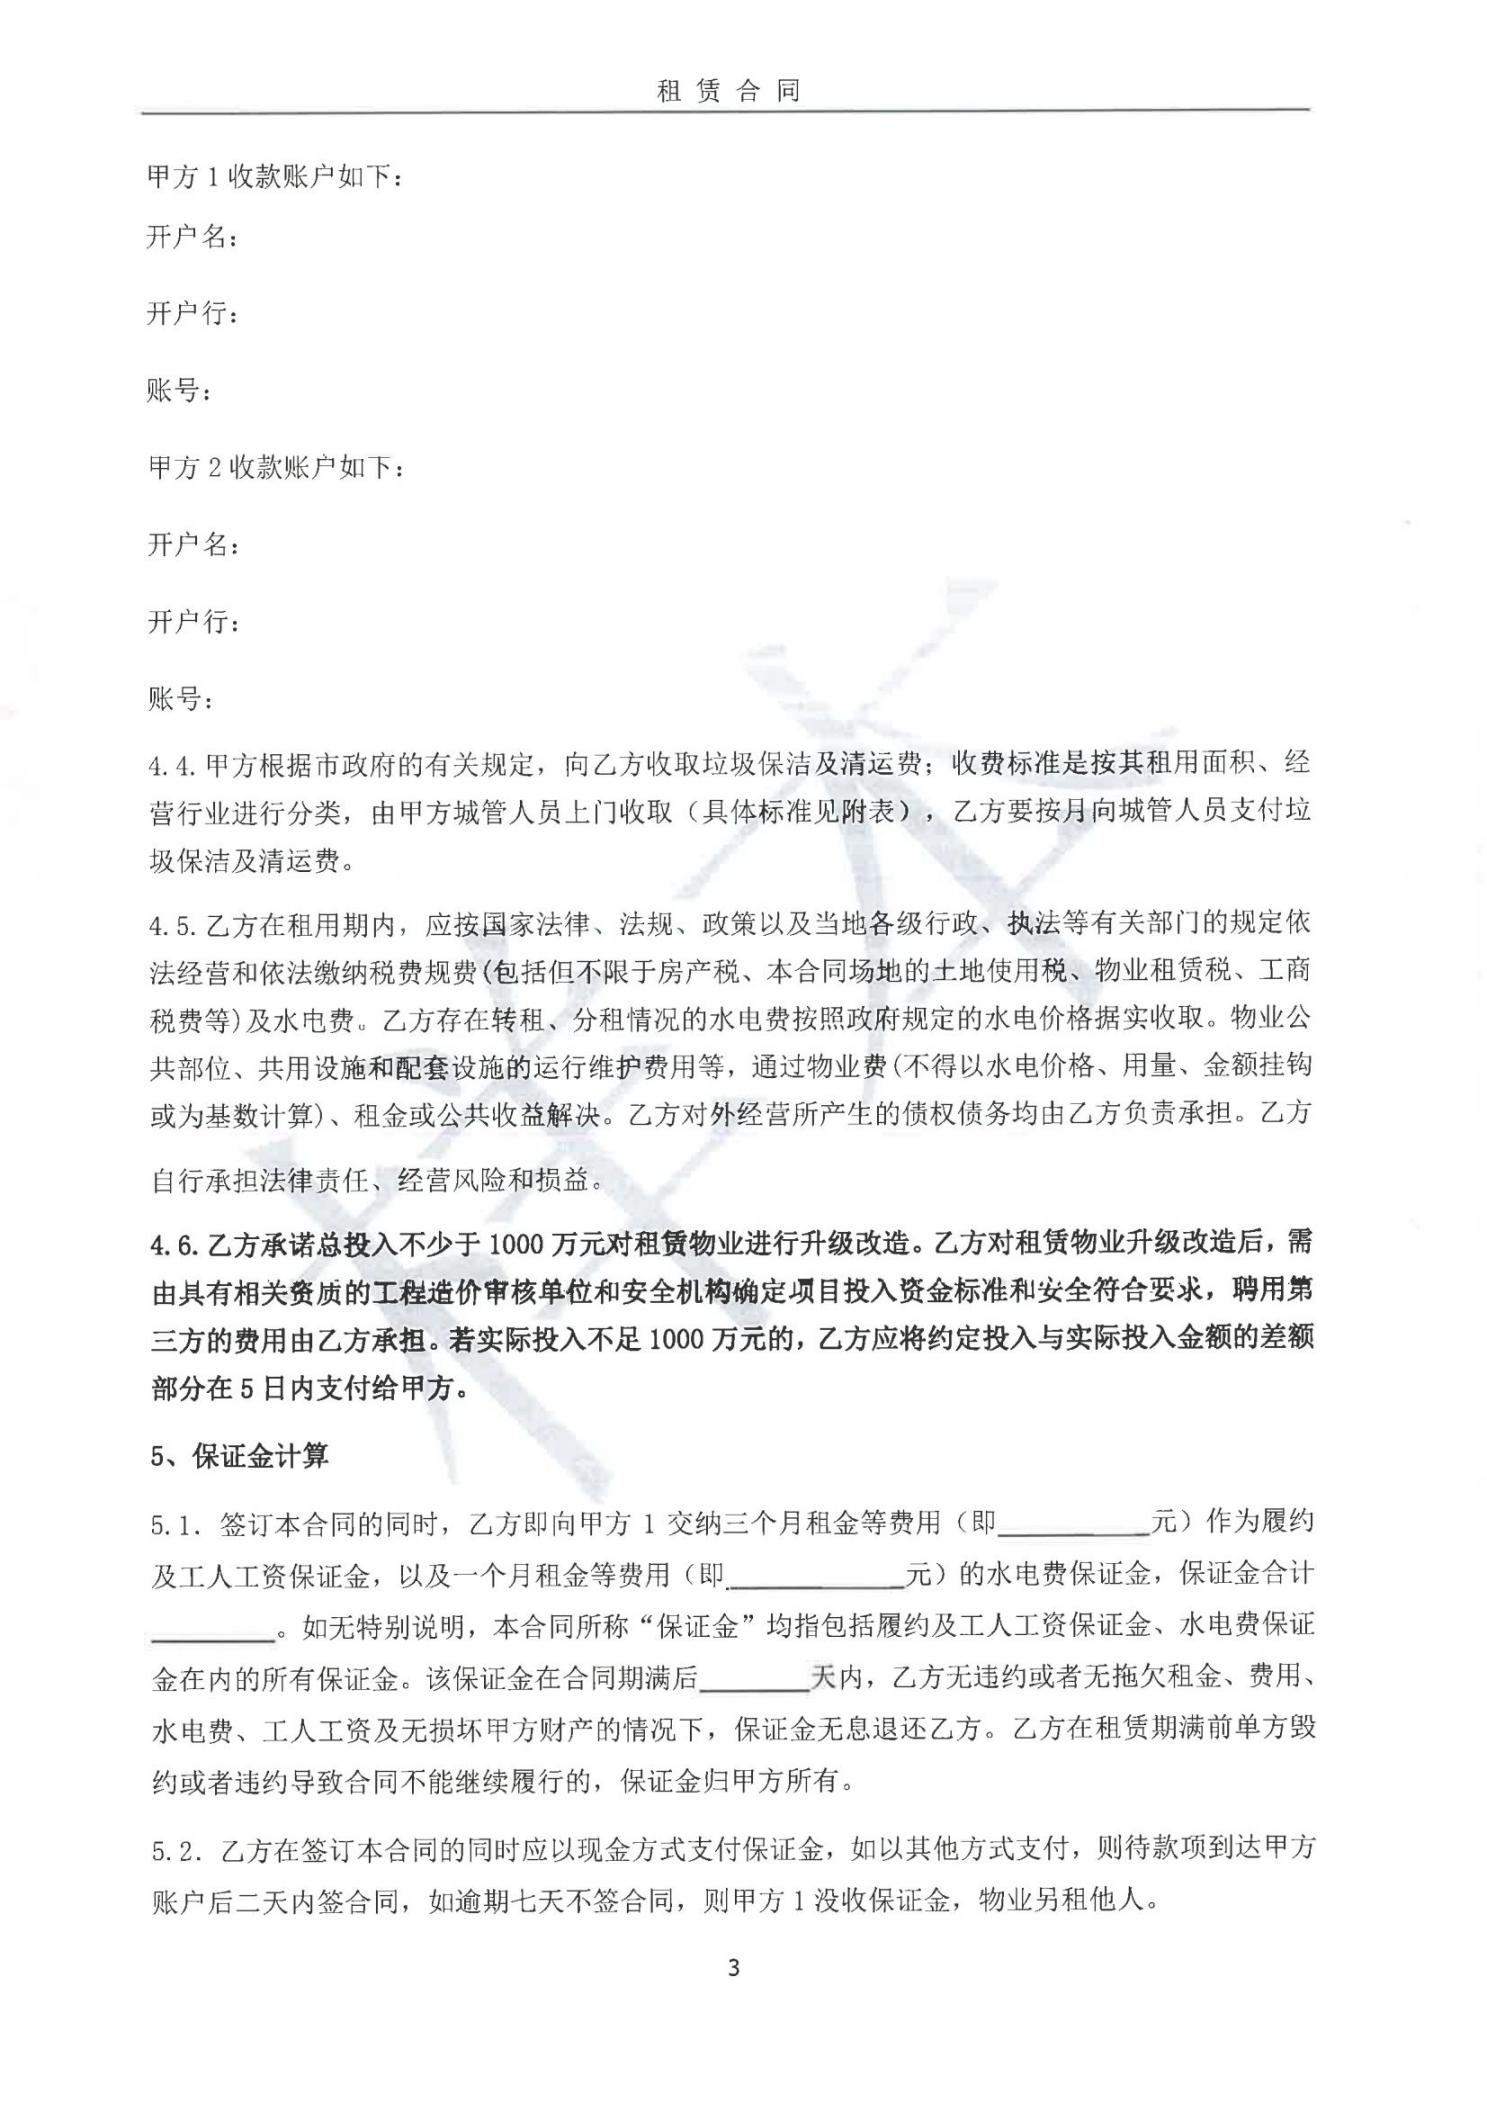 租赁合同
甲方1收款账户如下：
开户名：
开户行：
账号：
甲方2收款账户如下：
开户名：
开户行：
账号：
4.4.甲方根据市政府的有关规定，向乙方收取垃圾保洁及清运费；收费标准是按其租用面积、经
营行业进行分类，由甲方城管人员上门收取（具体标准见附表），乙方要按月向城管人员支付垃
圾保洁及清运费。
4.5.乙方在租用期内，应按国家法律、法规、政策以及当地各级行政、执法等有关部门的规定依
法经营和依法缴纳税费规费(包括但不限于房产税、本合同场地的土地使用税、物业租赁税、工商
税费等)及水电费。乙方存在转租、分租情况的水电费按照政府规定的水电价格据实收取。物业公
共部位、共用设施和配套设施的运行维护费用等，通过物业费(不得以水电价格、用量、金额挂钩
或为基数计算)、租金或公共收益解决。乙方对外经营所产生的债权债务均由乙方负责承担。乙方
自行承担法律责任、经营风险和损益。
4.6.乙方承诺总投入不少于1000万元对租赁物业进行升级改造。乙方对租赁物业升级改造后，需
由具有相关资质的工程造价审核单位和安全机构确定项目投入资金标准和安全符合要求，聘用第
三方的费用由乙方承担。若实际投入不足1000万元的，乙方应将约定投入与实际投入金额的差额
部分在5日内支付给甲方。
5、保证金计算
5.1. 签订本合同的同时，乙方即向甲方1交纳三个月租金等费用（即__________元）作为履约
及工人工资保证金，以及一个月租金等费用（即____________元）的水电费保证金，保证金合计
_________。如无特别说明，本合同所称“保证金”均指包括履约及工人工资保证金、水电费保证
金在内的所有保证金。该保证金在合同期满后________天内，乙方无违约或者无拖欠租金、费用、
水电费、工人工资及无损坏甲方财产的情况下，保证金无息退还乙方。乙方在租赁期满前单方毁
约或者违约导致合同不能继续履行的，保证金归甲方所有。
5.2. 乙方在签订本合同的同时应以现金方式支付保证金，如以其他方式支付，则待款项到达甲方
账户后二天内签合同，如逾期七天不签合同，则甲方1没收保证金，物业另租他人。
3
样本